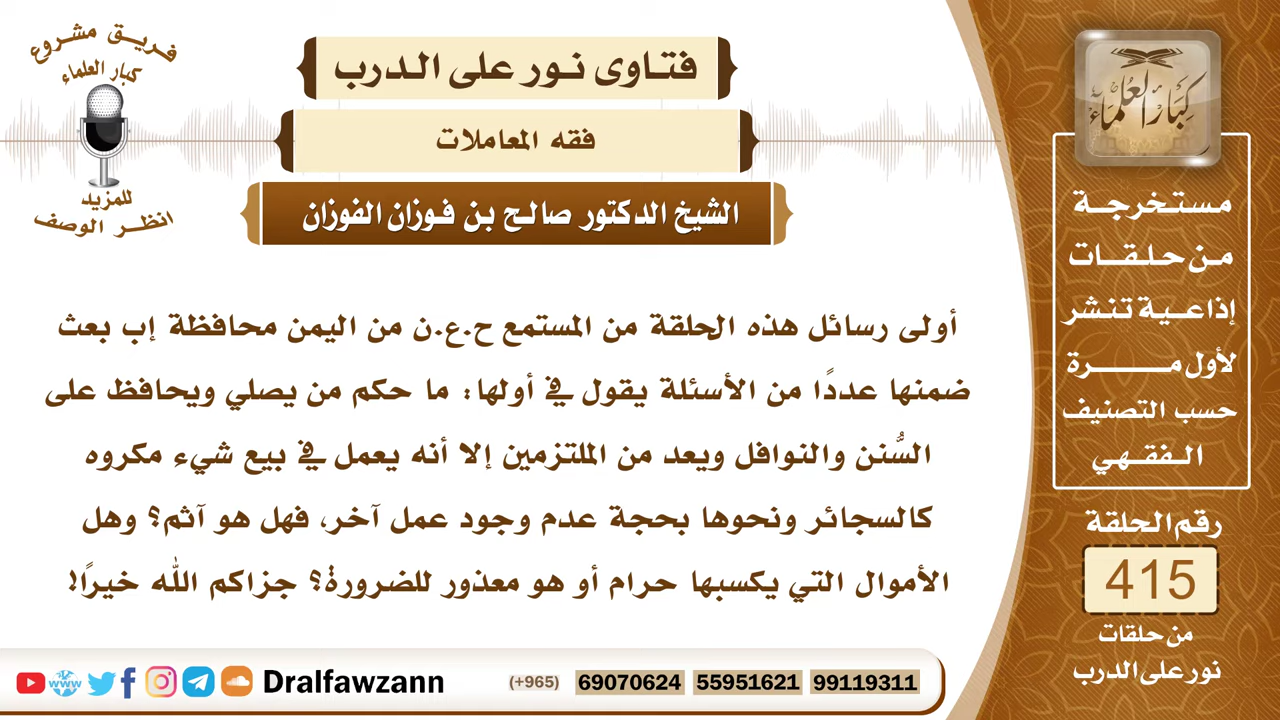 فريق مشروع
كبار العلماء
للمزيد
انظر الوصف
فتاوى نور على الدرب
فقه المعاملات
الشيخ الدكتور صالح بن فوزان الفوزان
أولى رسائل هذه الحلقة من المستمع ح.ع.ن من اليمن محافظة إب بعث
ضمنها عددًا من الأسئلة يقول في أولها: ما حكم من يصلي ويحافظ على
السُّنن والنوافل ويعد من الملتزمين إلا أنه يعمل في بيع شيء مكروه
كالسجائر ونحوها بحجة عدم وجود عمل آخر، فهل هو آثم؟ وهل
الأموال التي يكسبها حرام أو هو معذور للضرورة؟ جزاكم الله خيرًا!
كبار العلماء
مستخرجة
من حلقات
إذاعية تنشر
لأول مرة
حسب التصنيف
الفقهي
رقم الحلقة
415
من حلقات
نور على الدرب
www Dralfawzann (+965) 69070624 55951621 99119311